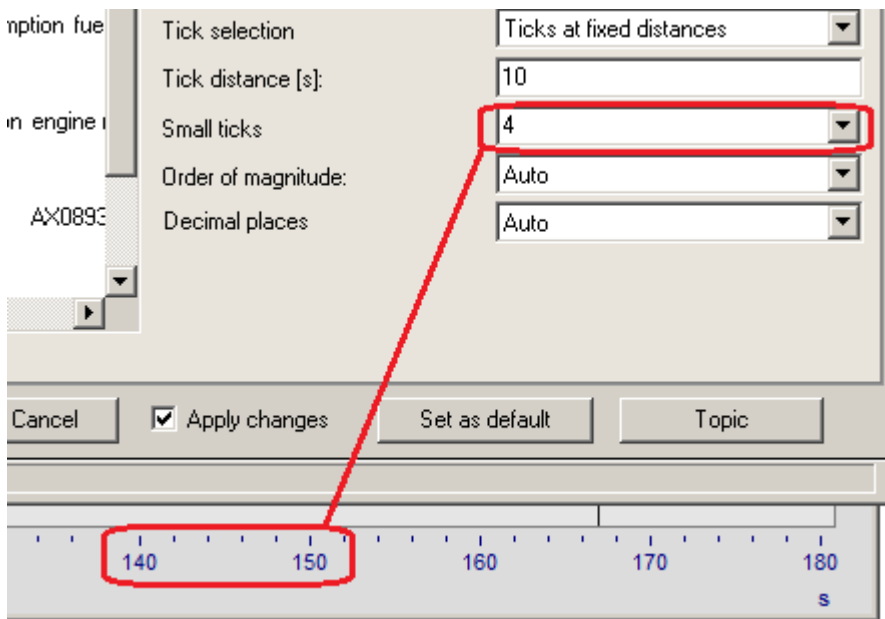 mption fue
Tick selection
Ticks at fixed distances
Tick distance [s]:
10
on engine
Small ticks
4
Order of magnitude:
Auto
AX0893
Decimal places
Auto
Cancel
Apply changes
Set as default
Topic
140 150 160 170 180
s